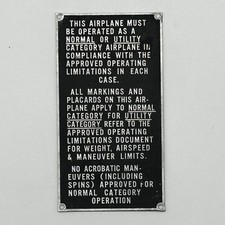 THIS AIRPLANE MUST
BE OPERATED AS A
NORMAL OR UTILITY
CATEGORY AIRPLANE IN
COMPLIANCE WITH THE
APPROVED OPERATING
LIMITATIONS IN EACH
CASE.
ALL MARKINGS AND
PLACARDS ON THIS AIR-
PLANE APPLY TO NORMAL
CATEGORY FOR UTILITY
CATEGORY REFER TO THE
APPROVED OPERATING
LIMITATIONS DOCUMENT
FOR WEIGHT, AIRSPEED
& MANEUVER LIMITS.
NO ACROBATIC MAN-
EUVERS (INCLUDING
SPINS) APPROVED FOR
NORMAL CATEGORY
OPERATION